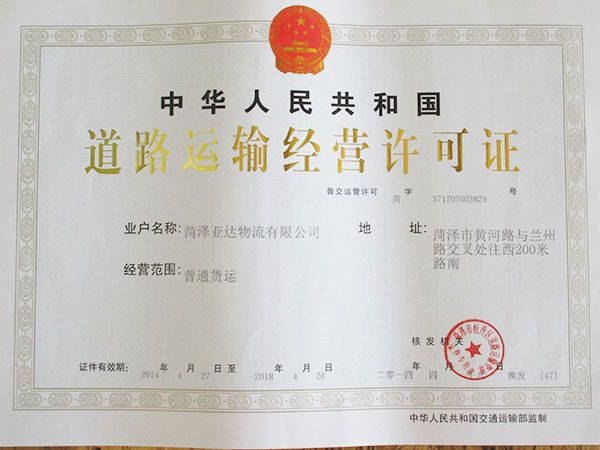 中华人民共和国
道路运输经营许可证
鲁交运管许可 菏 字 371702003829 号
业户名称: 菏泽亚达物流有限公司
地 址: 菏泽市黄河路与兰州
路交叉处往西200米
路南
经营范围: 普通货运
核发机关
证件有效期: 2014 年 4 月 27 日 至 2018 年 4 月 26 日
二〇一四 年 四 月 日 换发 [47]
中华人民共和国交通运输部监制